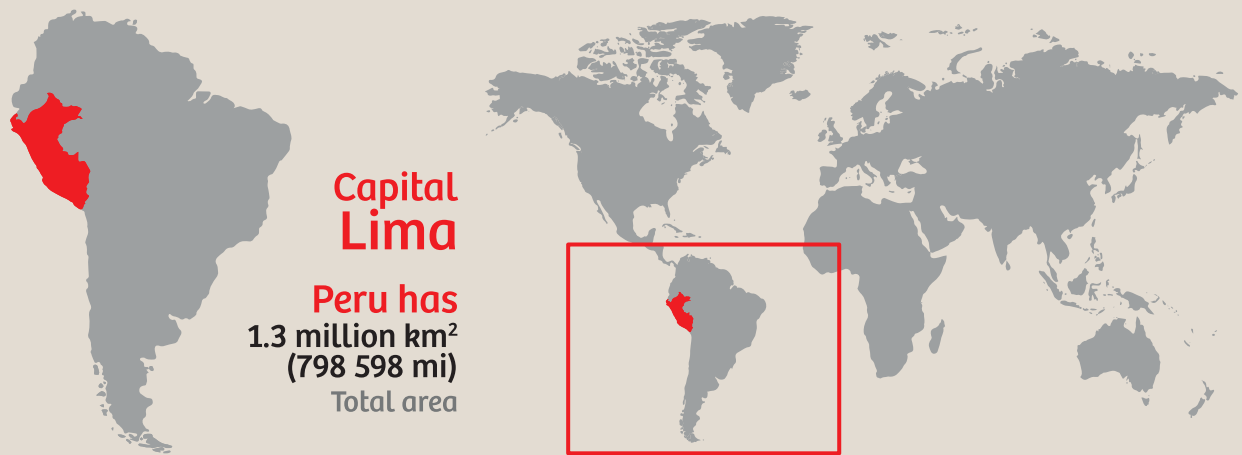 Capital
Lima
Peru has
1.3 million km²
(798 598 mi)
Total area